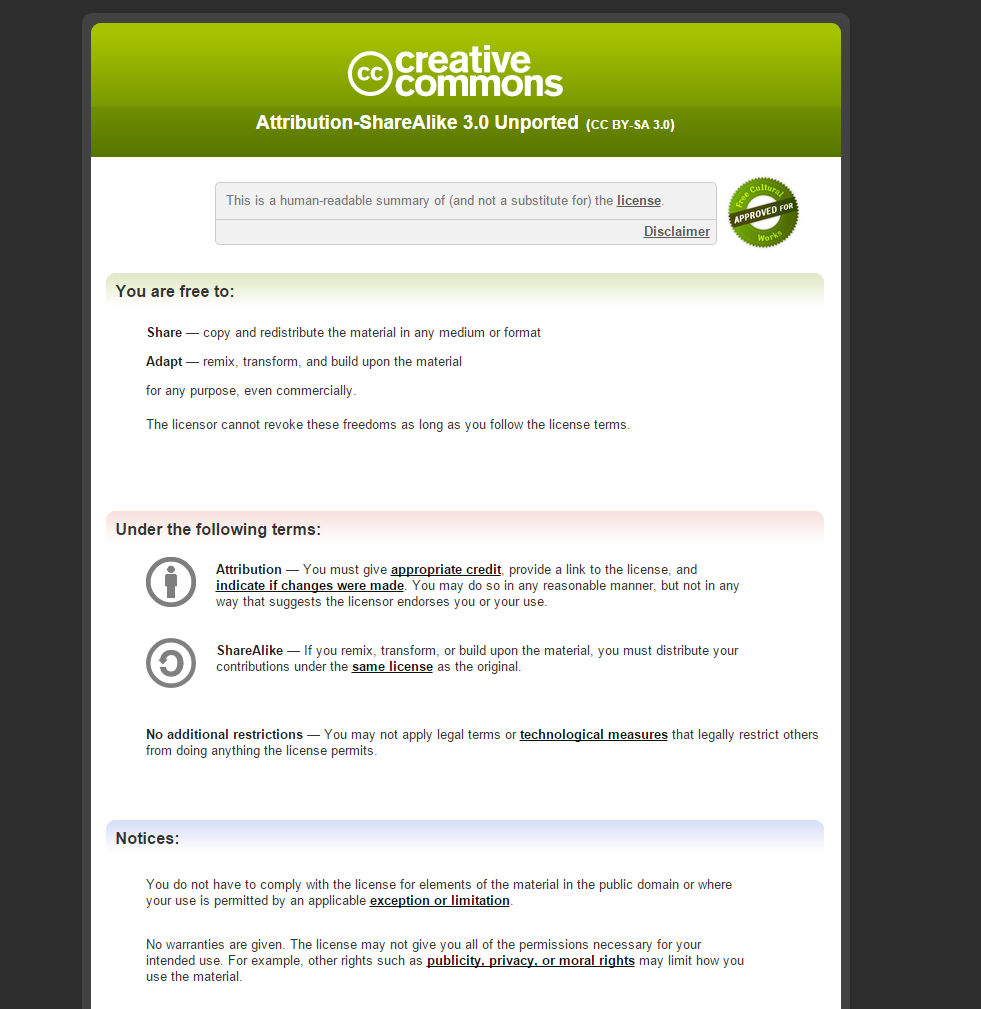 cc creative
commons
Attribution-ShareAlike 3.0 Unported (CC BY-SA 3.0)
This is a human-readable summary of (and not a substitute for) the license.
Disclaimer
Free Cultural
APPROVED FOR
Works
You are free to:
Share — copy and redistribute the material in any medium or format
Adapt — remix, transform, and build upon the material
for any purpose, even commercially.
The licensor cannot revoke these freedoms as long as you follow the license terms.
Under the following terms:
Attribution — You must give appropriate credit, provide a link to the license, and
indicate if changes were made. You may do so in any reasonable manner, but not in any
way that suggests the licensor endorses you or your use.
ShareAlike — If you remix, transform, or build upon the material, you must distribute your
contributions under the same license as the original.
No additional restrictions — You may not apply legal terms or technological measures that legally restrict others
from doing anything the license permits.
Notices:
You do not have to comply with the license for elements of the material in the public domain or where
your use is permitted by an applicable exception or limitation.
No warranties are given. The license may not give you all of the permissions necessary for your
intended use. For example, other rights such as publicity, privacy, or moral rights may limit how you
use the material.